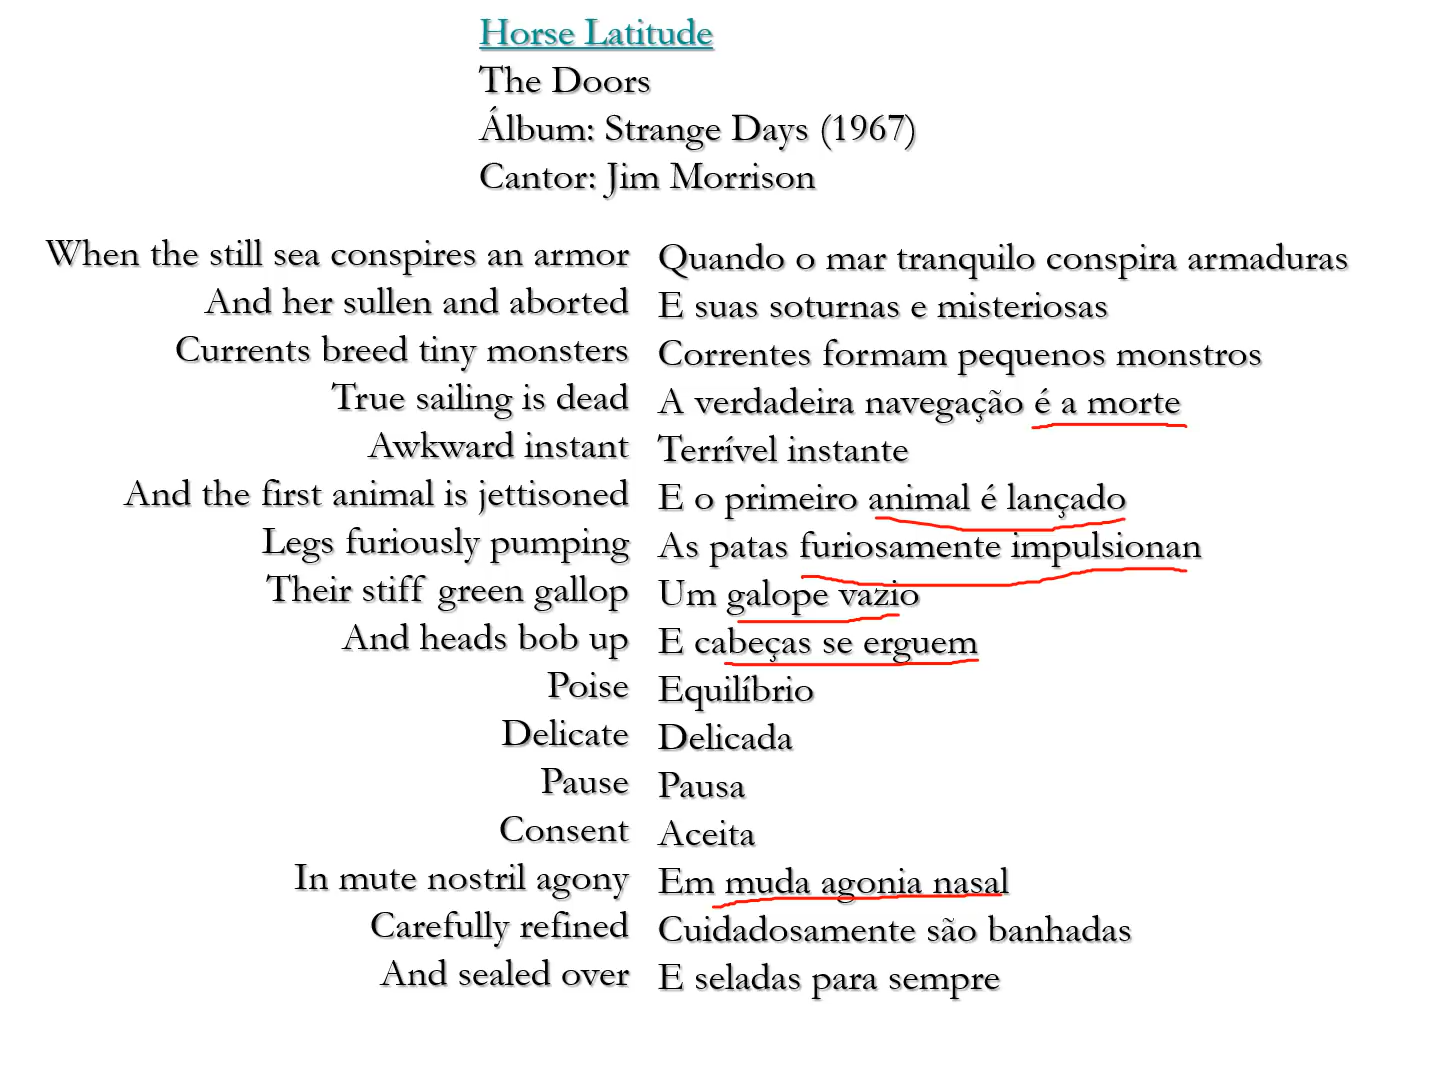 Horse Latitude
The Doors
Álbum: Strange Days (1967)
Cantor: Jim Morrison
When the still sea conspires an armor
And her sullen and aborted
Currents breed tiny monsters
True sailing is dead
Awkward instant
And the first animal is jettisoned
Legs furiously pumping
Their stiff green gallop
And heads bob up
Poise
Delicate
Pause
Consent
In mute nostril agony
Carefully refined
And sealed over
Quando o mar tranquilo conspira armaduras
E suas soturnas e misteriosas
Correntes formam pequenos monstros
A verdadeira navegação é a morte
Terrível instante
E o primeiro animal é lançado
As patas furiosamente impulsionan
Um galope vazio
E cabeças se erguem
Equilíbrio
Delicada
Pausa
Aceita
Em muda agonia nasal
Cuidadosamente são banhadas
E seladas para sempre